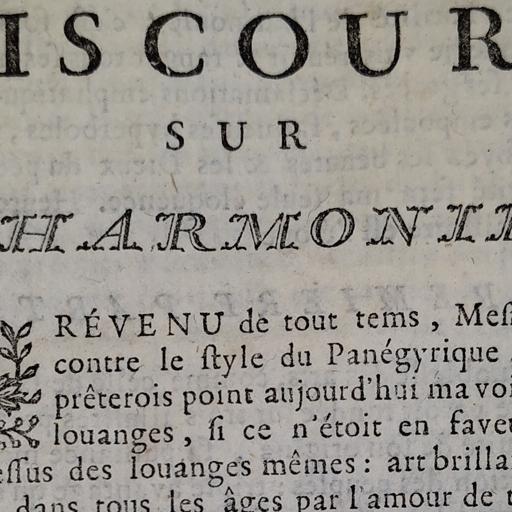 ISCOUR
SUR
HARMONI
RÉVENU de tout tems, Mes
contre le ſtyle du Panégyrique
prêterois point aujourd'hui ma voi
louanges, ſi ce n'étoit en fave
eſſus des louanges mêmes: art brilla
dans tous les âges par l'amour de